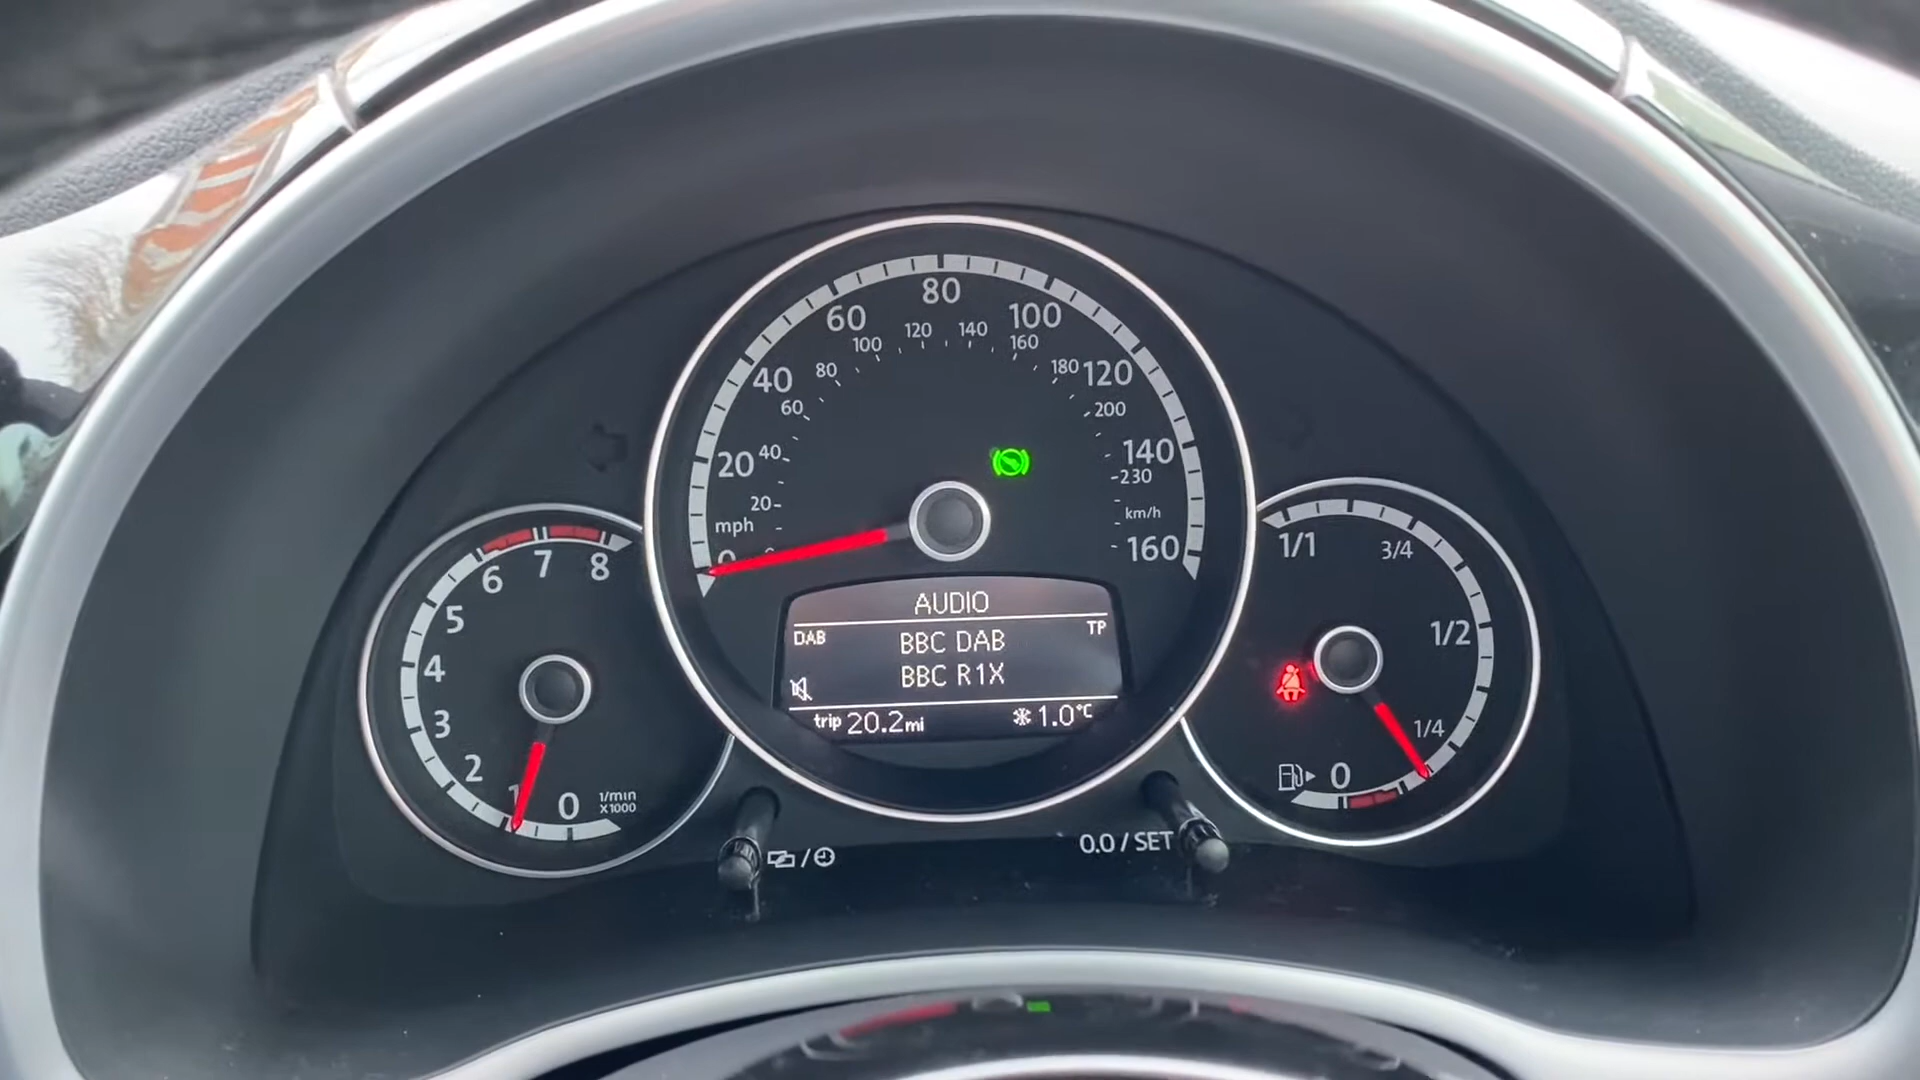 80
60
100
100
120
140
160
40
80
180
120
60
200
20
40
140
230
20
mph
km/h
0
160
6
7
8
5
4
3
2
1
0
1/min
X1000
AUDIO
DAB
BBC DAB
TP
BBC R1X
trip 20.2mi
1.0°C
1/1
3/4
1/2
1/4
0
0.0 / SET